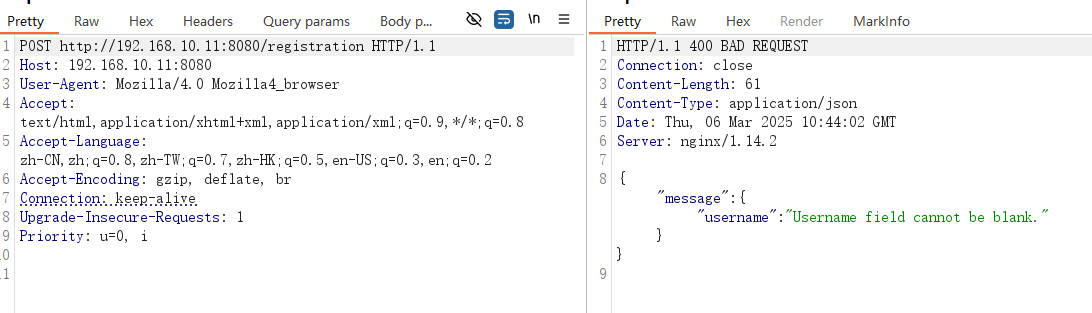 Pretty Raw Hex Headers Query params Body p... \n
1 POST http://192.168.10.11:8080/registration HTTP/1.1
2 Host: 192.168.10.11:8080
3 User-Agent: Mozilla/4.0 Mozilla4_browser
4 Accept:
text/html,application/xhtml+xml,application/xml;q=0.9,*/*;q=0.8
5 Accept-Language:
zh-CN,zh;q=0.8,zh-TW;q=0.7,zh-HK;q=0.5,en-US;q=0.3,en;q=0.2
6 Accept-Encoding: gzip, deflate, br
7 Connection: keep-alive
8 Upgrade-Insecure-Requests: 1
9 Priority: u=0, i
0
1
Pretty Raw Hex Render MarkInfo
1 HTTP/1.1 400 BAD REQUEST
2 Connection: close
3 Content-Length: 61
4 Content-Type: application/json
5 Date: Thu, 06 Mar 2025 10:44:02 GMT
6 Server: nginx/1.14.2
7
8 {
"message":{
"username":"Username field cannot be blank."
}
}
9